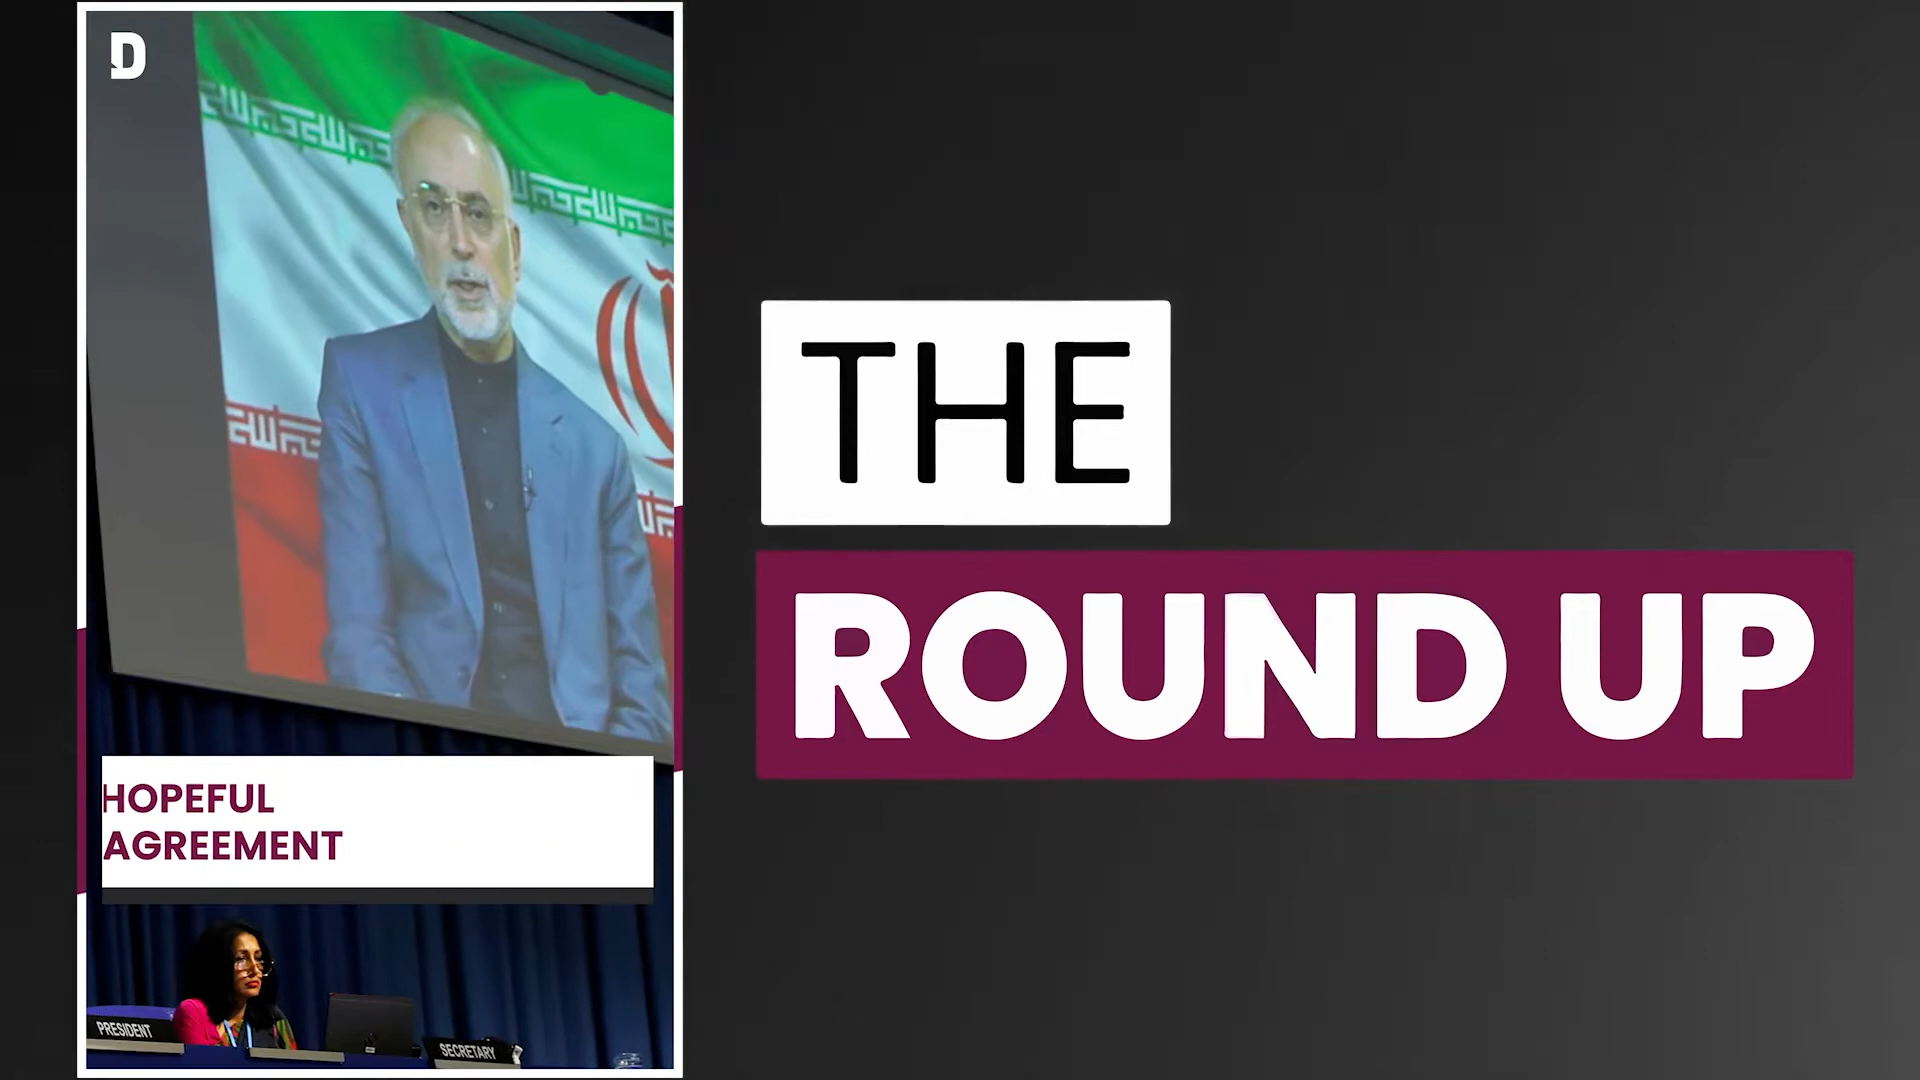 D
HOPEFUL
AGREEMENT
PRESIDENT
SECRETARY
THE
ROUND UP